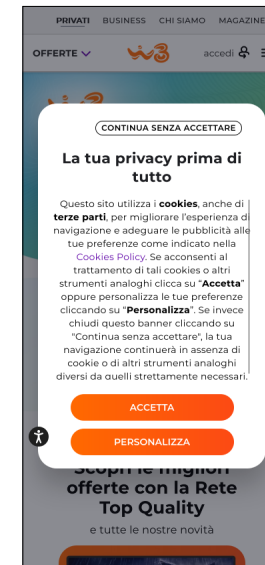 PRIVATI BUSINESS CHI SIAMO MAGAZINE
OFFERTE accedi
CONTINUA SENZA ACCETTARE
La tua privacy prima di
tutto
Questo sito utilizza i cookies, anche di
terze parti, per migliorare l'esperienza di
navigazione e adeguare le pubblicità alle
tue preferenze come indicato nella
Cookies Policy. Se acconsenti al
trattamento di tali cookies o altri
strumenti analoghi clicca su "Accetta"
oppure personalizza le tue preferenze
cliccando su "Personalizza". Se invece
chiudi questo banner cliccando su
"Continua senza accettare", la tua
navigazione continuerà in assenza di
cookie o di altri strumenti analoghi
diversi da quelli strettamente necessari.
ACCETTA
PERSONALIZZA
Scopri le migliori
offerte con la Rete
Top Quality
e tutte le nostre novità